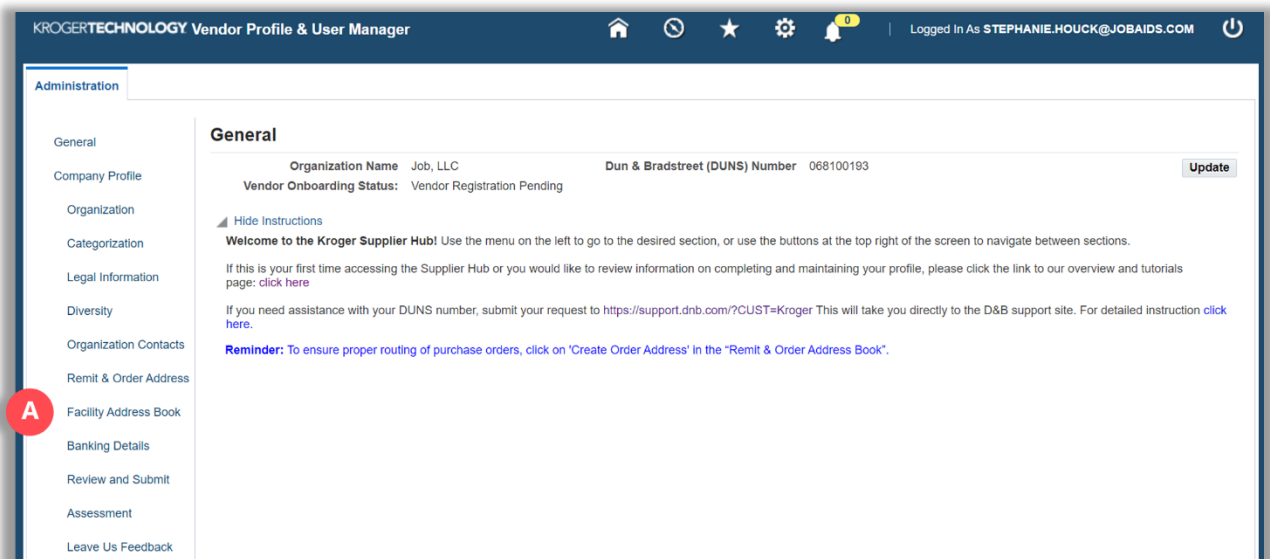 KROGERTECHNOLOGY. Vendor Profile & User Manager
0
Logged In As STEPHANIE.HOUCK@JOBAIDS.COM
Administration
General
Company Profile
Organization
Categorization
Legal Information
Diversity
Organization Contacts
Remit & Order Address
A
Facility Address Book
Banking Details
Review and Submit
Assessment
Leave Us Feedback
General
Organization Name Job, LLC Dun & Bradstreet (DUNS) Number 068100193
Update
Vendor Onboarding Status: Vendor Registration Pending
Hide Instructions
Welcome to the Kroger Supplier Hub! Use the menu on the left to go to the desired section, or use the buttons at the top right of the screen to navigate between sections.
If this is your first time accessing the Supplier Hub or you would like to review information on completing and maintaining your profile, please click the link to our overview and tutorials
page: click here
If you need assistance with your DUNS number, submit your request to https://support.dnb.com/?CUST=Kroger This will take you directly to the D&B support site. For detailed instruction click
here.
Reminder: To ensure proper routing of purchase orders, click on 'Create Order Address' in the “Remit & Order Address Book”.